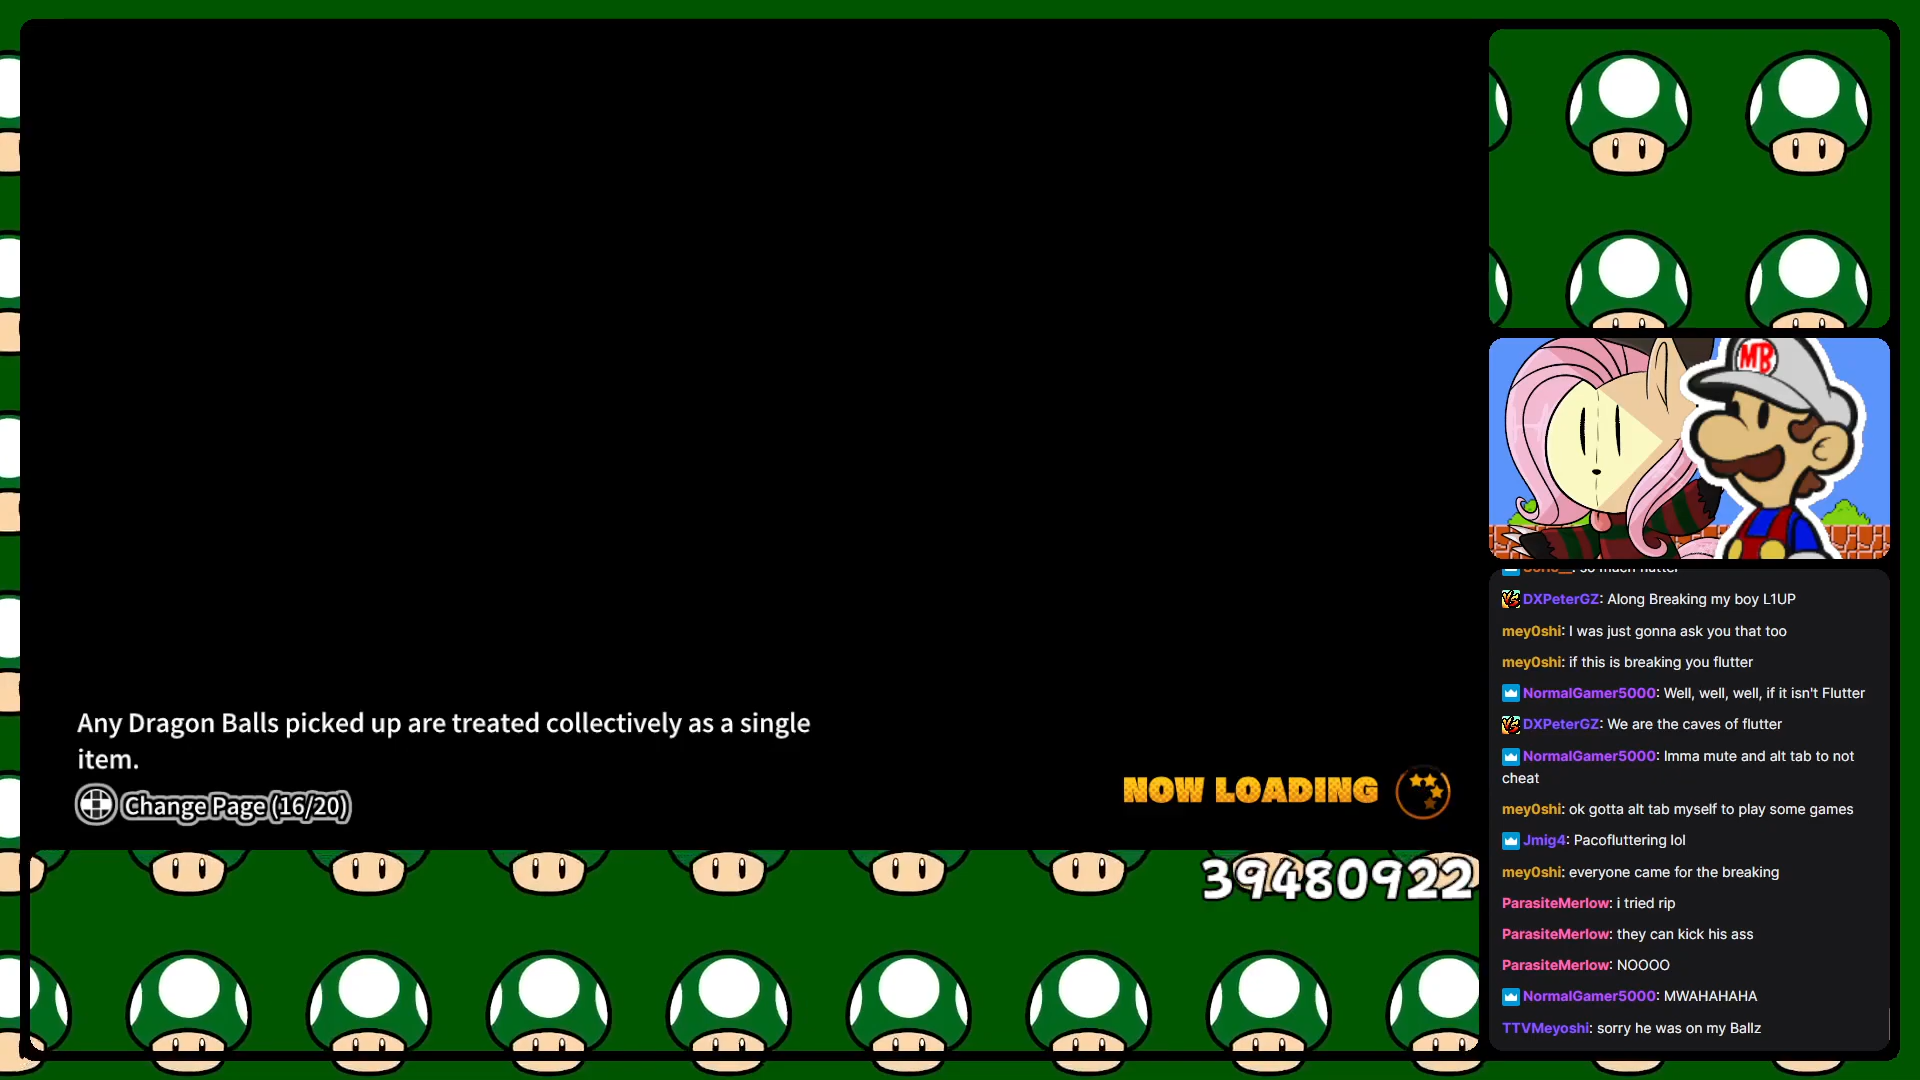 Any Dragon Balls picked up are treated collectively as a single
item.
Change Page (16/20)
NOW LOADING
39480922
MB
DXPeterGZ: Along Breaking my boy L1UP
mey0shi: I was just gonna ask you that too
mey0shi: if this is breaking you flutter
NormalGamer5000: Well, well, well, if it isn't Flutter
DXPeterGZ: We are the caves of flutter
NormalGamer5000: Imma mute and alt tab to not
cheat
mey0shi: ok gotta alt tab myself to play some games
Jmig4: Pacofluttering lol
mey0shi: everyone came for the breaking
ParasiteMerlow: i tried rip
ParasiteMerlow: they can kick his ass
ParasiteMerlow: NOOOO
NormalGamer5000: MWAHAHAHA
TTVMeyoshi: sorry he was on my Ballz